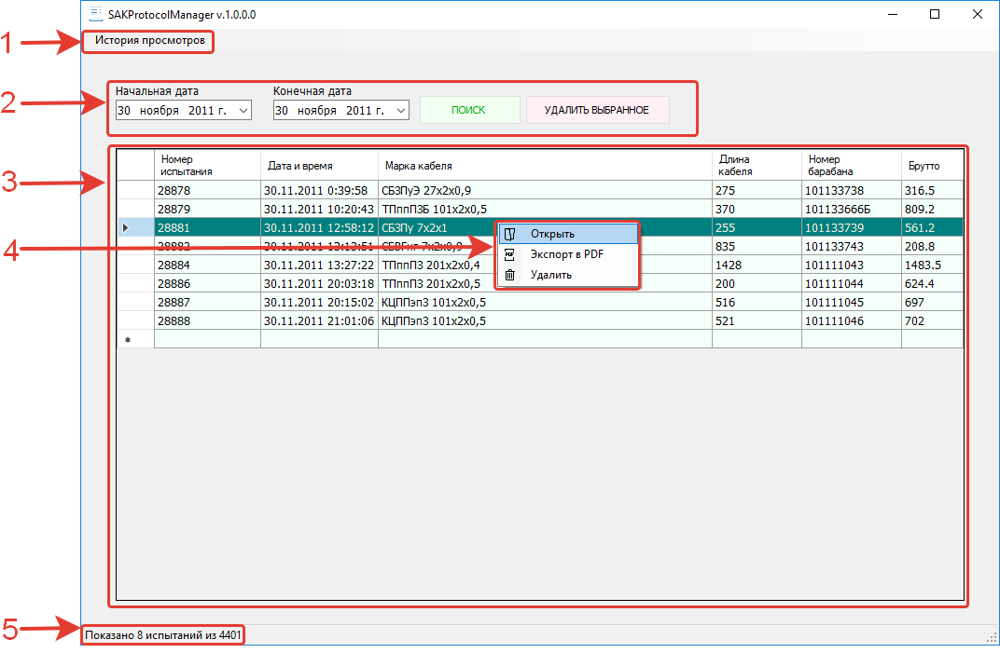 SAKProtocolManager v.1.0.0.0
1
История просмотров
2
Начальная дата
Конечная дата
30 ноября 2011 г.
30 ноября 2011 г.
ПОИСК
УДАЛИТЬ ВЫБРАННОЕ
3
Номер испытания Дата и время Марка кабеля Длина кабеля Номер барабана Брутто
28878 30.11.2011 0:39:58 СБЗПуЭ 27х2х0,9 275 101133738 316.5
28879 30.11.2011 10:20:43 ТПппПЗБ 101х2х0,5 370 101133666Б 809.2
28881 30.11.2011 12:58:12 СБЗПу 7х2х1 255 101133739 561.2
28882 30.11.2011 13:13:51 СБВГнг 7х2х0,9 835 101133743 208.8
28884 30.11.2011 13:27:22 ТПппПЗ 201х2х0,4 1428 101111043 1483.5
28886 30.11.2011 20:03:18 ТПппПЗ 201х2х0,5 200 101111044 624.4
28887 30.11.2011 20:15:02 КЦППэпЗ 101х2х0,5 516 101111045 697
28888 30.11.2011 21:01:06 КЦППэпЗ 101х2х0,5 521 101111046 702
4
Открыть
PDF Экспорт в PDF
Удалить
5
Показано 8 испытаний из 4401